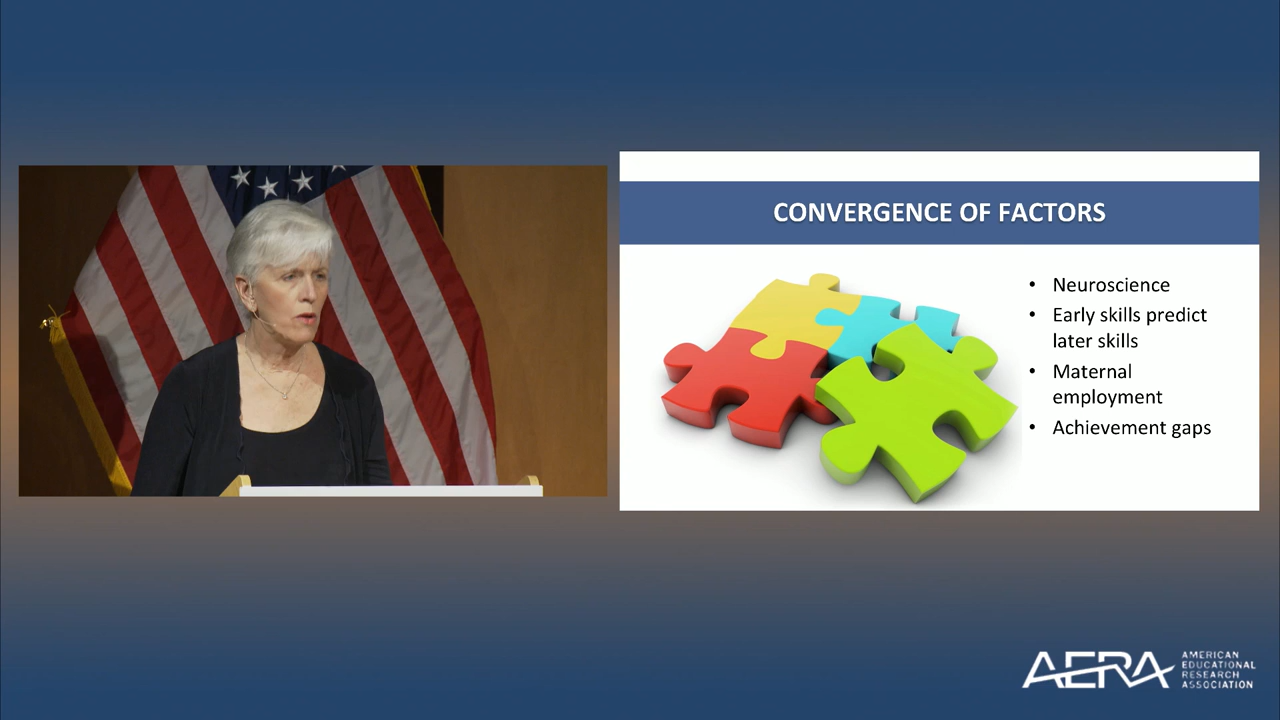 CONVERGENCE OF FACTORS
• Neuroscience
• Early skills predict
later skills
• Maternal
employment
• Achievement gaps
AERA
AMERICAN
EDUCATIONAL
RESEARCH
ASSOCIATION